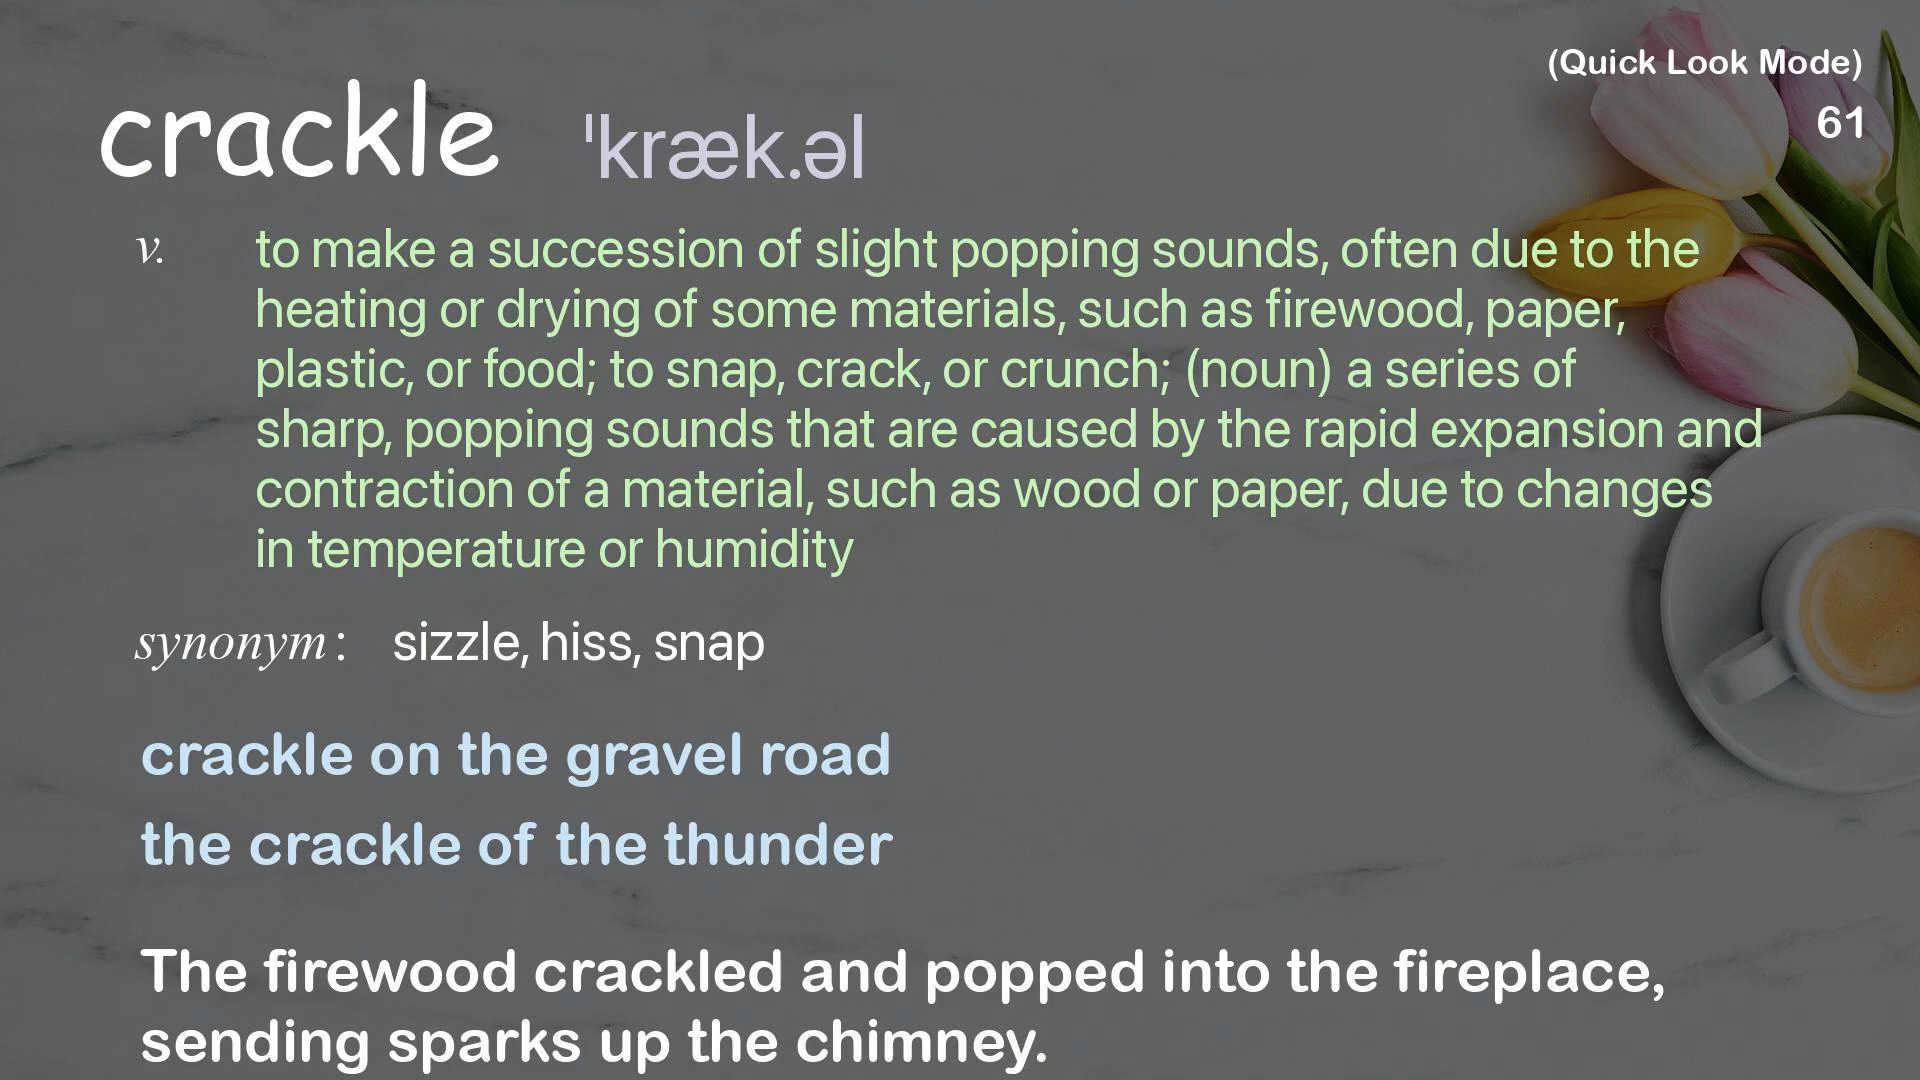 (Quick Look Mode)
61
crackle ˈkræk.əl
v. to make a succession of slight popping sounds, often due to the
heating or drying of some materials, such as firewood, paper,
plastic, or food; to snap, crack, or crunch; (noun) a series of
sharp, popping sounds that are caused by the rapid expansion and
contraction of a material, such as wood or paper, due to changes
in temperature or humidity
synonym : sizzle, hiss, snap
crackle on the gravel road
the crackle of the thunder
The firewood crackled and popped into the fireplace,
sending sparks up the chimney.